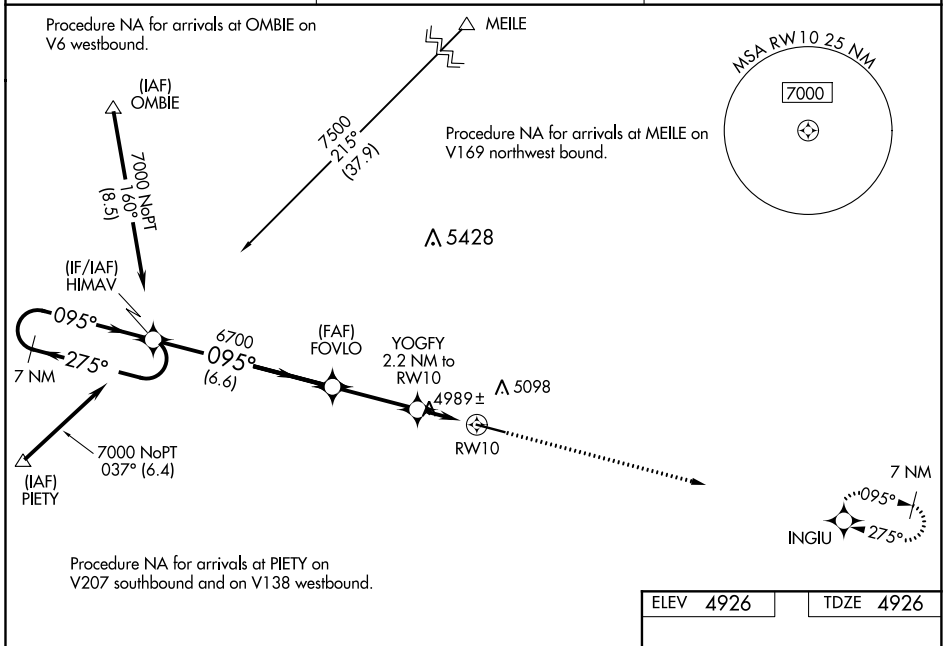 Procedure NA for arrivals at OMBIE on
V6 westbound.
MEILE
MSA RW10 25 NM
7000
(IAF)
OMBIE
7500
215°
(37.9)
Procedure NA for arrivals at MEILE on
V169 northwest bound.
7000 NoPT
160°
(8.5)
5428
(IF/IAF)
HIMAV
095°
275°
7 NM
6700
095°
(6.6)
(FAF)
FOVLO
YOGFY
2.2 NM to
RW10
4989±
5098
RW10
7000 NoPT
037° (6.4)
(IAF)
PIETY
7 NM
095°
275°
INGIU
Procedure NA for arrivals at PIETY on
V207 southbound and on V138 westbound.
ELEV 4926
TDZE 4926